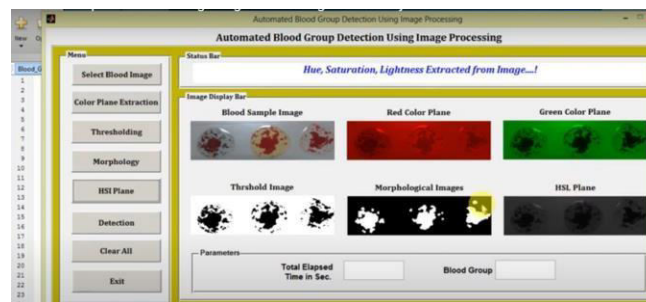 Automated Blood Group Detection Using Image Processing
Automated Blood Group Detection Using Image Processing
New
Menu
Select Blood Image
Color Plane Extraction
Thresholding
Morphology
HSI Plane
Detection
Clear All
Exit
Status Bar
Hue, Saturation, Lightness Extracted from Image....!
Image Display Bar
Blood Sample Image
Red Color Plane
Green Color Plane
Thrshold Image
Morphological Images
HSL Plane
Parameters
Total Elapsed
Time in Sec.
Blood Group
Blood_G
1
2
3
4
5
6
7
8
9
10
11
12
13
14
15
16
17
18
19
20
21
22
23